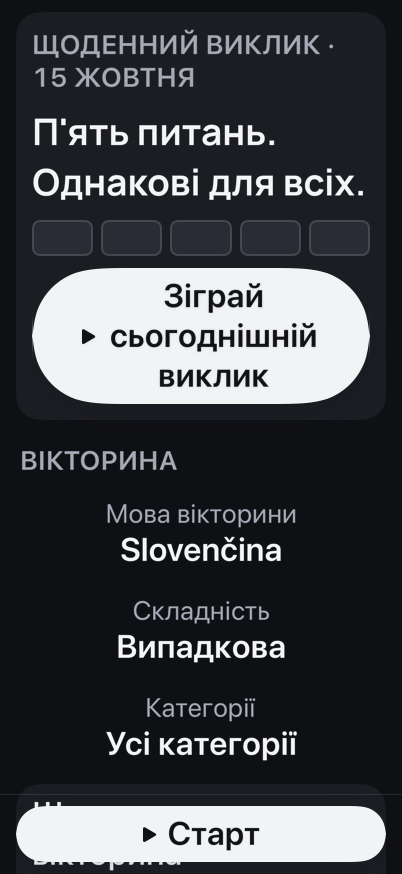 ЩОДЕННИЙ ВИКЛИК ·
15 ЖОВТНЯ
П'ять питань.
Однакові для всіх.
Зіграй
сьогоднішній
виклик
ВІКТОРИНА
Мова вікторини
Slovenčina
Складність
Випадкова
Категорії
Усі категорії
Старт